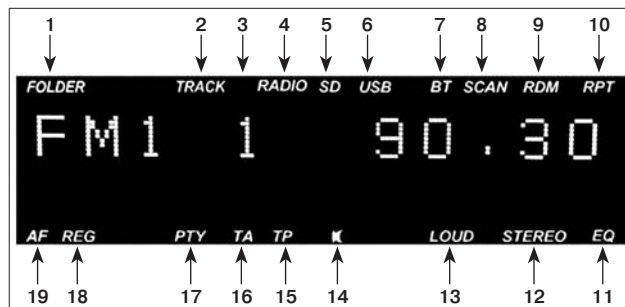 1 2 3 4 5 6 7 8 9 10
FOLDER TRACK RADIO SD USB BT SCAN RDM RPT
FM1 1 90.30
AF REG PTY TA TP LOUD STEREO EQ
19 18 17 16 15 14 13 12 11